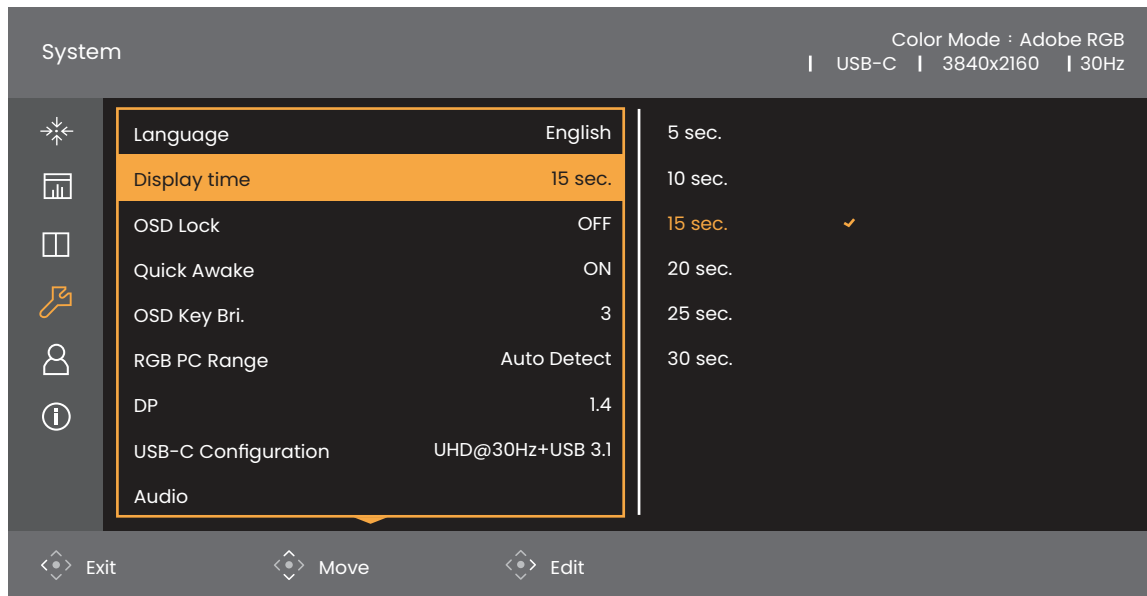 System
Color Mode : Adobe RGB
| USB-C | 3840x2160 | 30Hz
Language English
Display time 15 sec.
OSD Lock OFF
Quick Awake ON
OSD Key Bri. 3
RGB PC Range Auto Detect
DP 1.4
USB-C Configuration UHD@30Hz+USB 3.1
Audio
5 sec.
10 sec.
15 sec.
20 sec.
25 sec.
30 sec.
Exit Move Edit